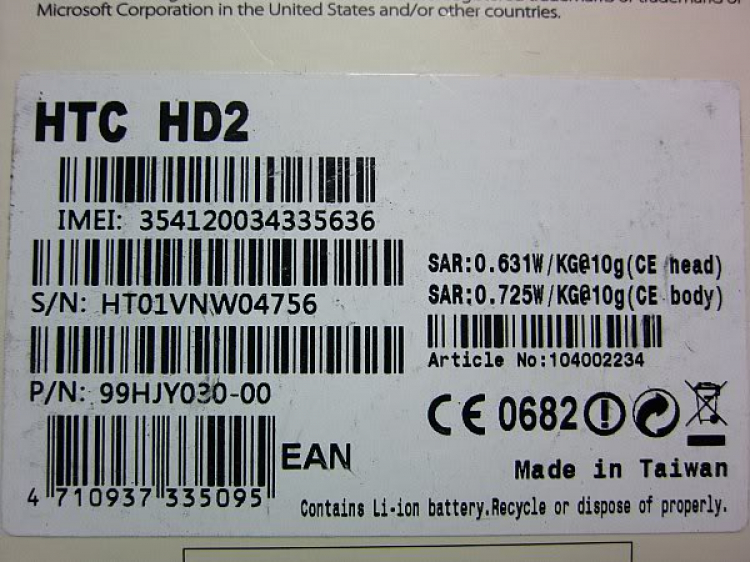 Microsoft Corporation in the United States and/or other countries.
HTC HD2
IMEI: 354120034335636
S/N: HT01VNW04756
P/N: 99HJY030-00
4 710937 335095
EAN
SAR:0.631W/KG@10g(CE head)
SAR:0.725W/KG@10g(CE body)
Article No:104002234
CE 0682
Made in Taiwan
Contains Li-ion battery.Recycle or dispose of properly.